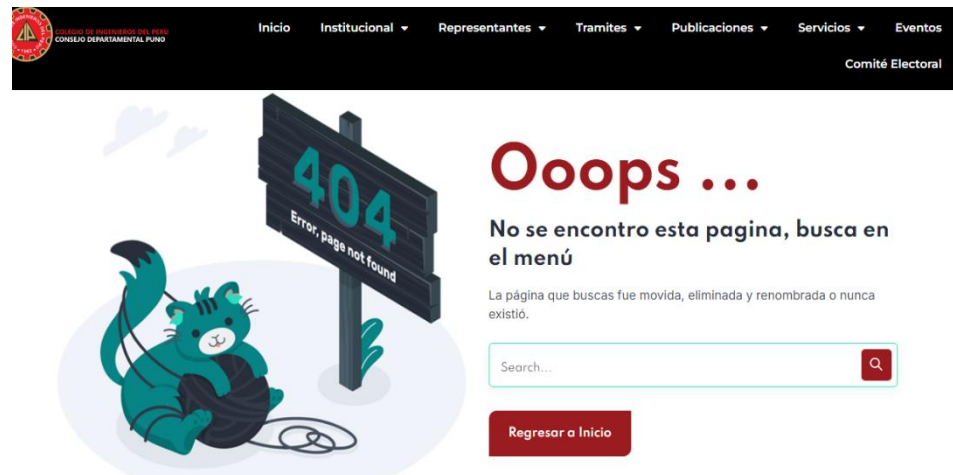 COLEGIO DE INGENIEROS DEL PERU
CONSEJO DEPARTAMENTAL PUNO
Inicio Institucional Representantes Tramites Publicaciones Servicios Eventos
Comité Electoral
404
Error, page not found
Ooops ...
No se encontro esta pagina, busca en
el menú
La página que buscas fue movida, eliminada y renombrada o nunca
existió.
Search...
Regresar a Inicio